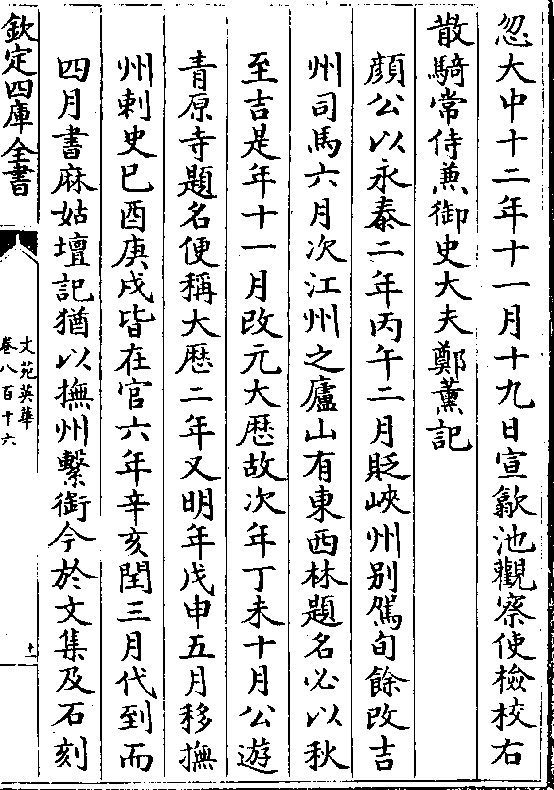 忽大中十二年十一月十九日宣歙池觀察使檢校右
散騎常侍兼御史大夫鄭薰記
顔公以永泰二年丙午二月貶峽州别駕旬餘改吉
州司馬六月次江州之廬山有東西林題名必以秋
至吉是年十一月改元大厯故次年丁未十月公遊
青原寺題名便稱大厯二年又明年戊申五月移撫
州刺史已酉庚戌皆在官六年辛亥閏三月代到而
四月書麻姑壇記猶以撫州繫銜今於文集及石刻
欽定四庫全書
文苑英華
卷八百十六
十一